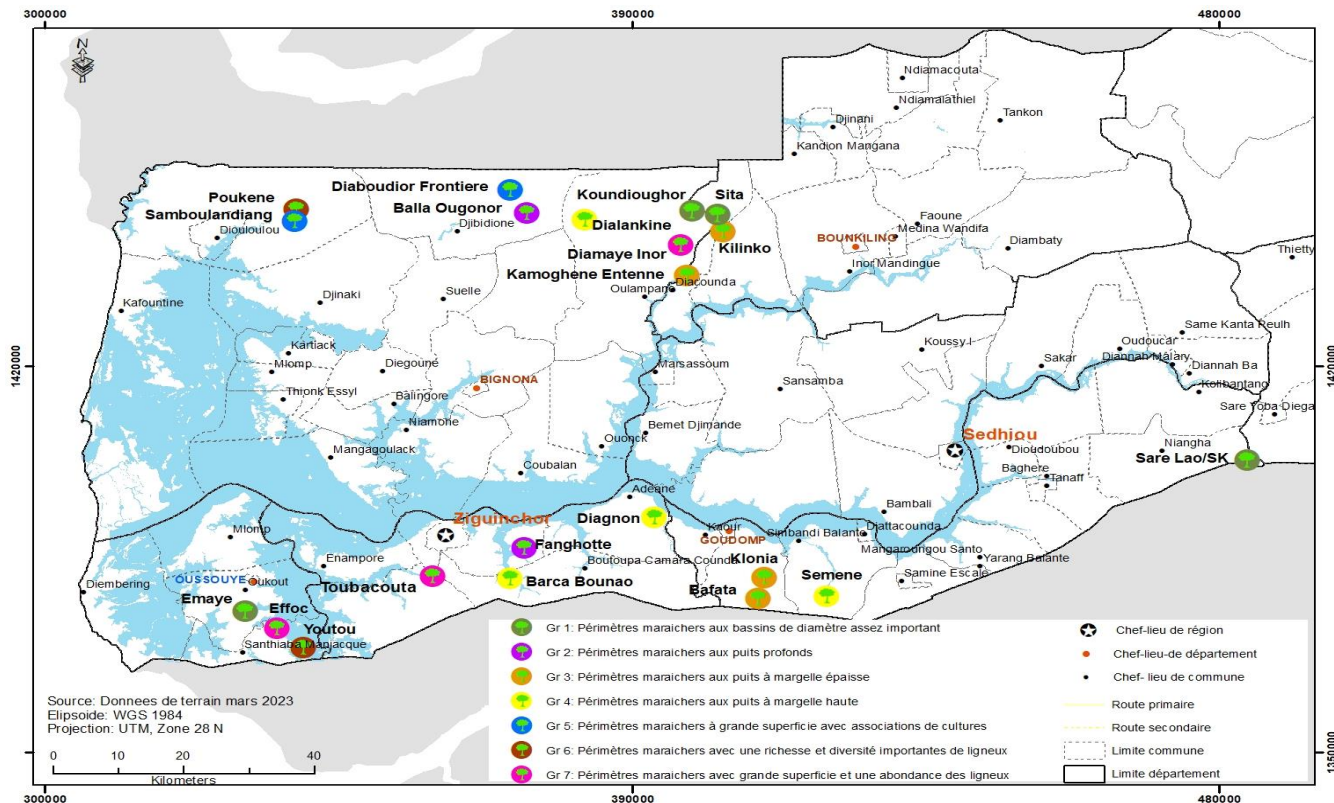 300000 390000 480000
N
Ndiamacouta
Ndiamalathiel
Djinani
Tankon
Kandion Mangana
Diaboudior Frontiere
Koundioughor
Sita
Poukene
Balla Ougonor
Samboulandiang
Dialankine
Faoune
Diouloulou
Djibidione
Medina Wandifa
BOUNKILING
Kilinko
Diambaty
Thietty
Diamaye Inor
Inor Mandingue
Kamoghene Entenne
Diacounda
Oulampane
Djinaki
Suelle
Kafountine
Same Kanta Peulh
Kartiack
Koussy I
Oudoucar
Diannah Malary
1420000
1420000
Mlomp
Diegoune
Marsassoum
Sakar
Diannah Ba
BIGNONA
Sansamba
Kolibantang
Thionk Essyl
Balingore
Sare Yoba Diega
Niamone
Bemet Djimande
Sedhiou
Ouonck
Dioudoubou
Niangha
Mangagoulack
Sare Lao/SK
Coubalan
Baghere
Tanaff
Adeane
Bambali
Ziguinchor
Diagnon
Kaour
GOUDOMP
Simbandi Balante
Djattacounda
Mlomp
Fanghotte
Mangaroungou Santo
Enampore
Boutoupa Camara Counda
Klonia
Yarang Balante
OUSSOUYE
Oukout
Toubacouta
Barca Bounao
Semene
Samine Escale
Diembering
Bafata
Emaye
Effoc
Youtou
Santhiaba Manjacque
Gr 1: Périmètres maraichers aux bassins de diamètre assez important
Chef-lieu de région
Gr 2: Périmètres maraichers aux puits profonds
Chef-lieu-de département
Gr 3: Périmètres maraichers aux puits à margelle épaisse
Chef- lieu de commune
Gr 4: Périmètres maraichers aux puits à margelle haute
Route primaire
Gr 5: Périmètres maraichers à grande superficie avec associations de cultures
Route secondaire
Gr 6: Périmètres maraichers avec une richesse et diversité importantes de ligneux
Limite commune
Gr 7: Périmètres maraichers avec grande superficie et une abondance des ligneux
Limite département
Source: Donnees de terrain mars 2023
Elipsoide: WGS 1984
Projection: UTM, Zone 28 N
0 10 20 40
Kilometers
1350000
300000 390000 480000